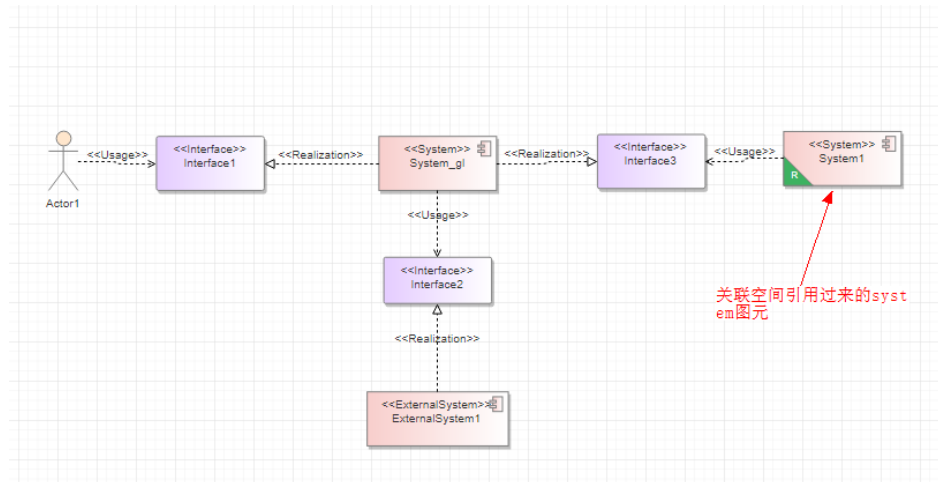 <<Usage>>
<<Interface>>
Interface1
<<Realization>>
<<System>>
System_gl
<<Realization>>
<<Interface>>
Interface3
<<Usage>>
<<System>>
System1
R
Actor1
<<Usage>>
<<Interface>>
Interface2
关联空间引用过来的syst
em图元
<<Realization>>
<<ExternalSystem>>
ExternalSystem1